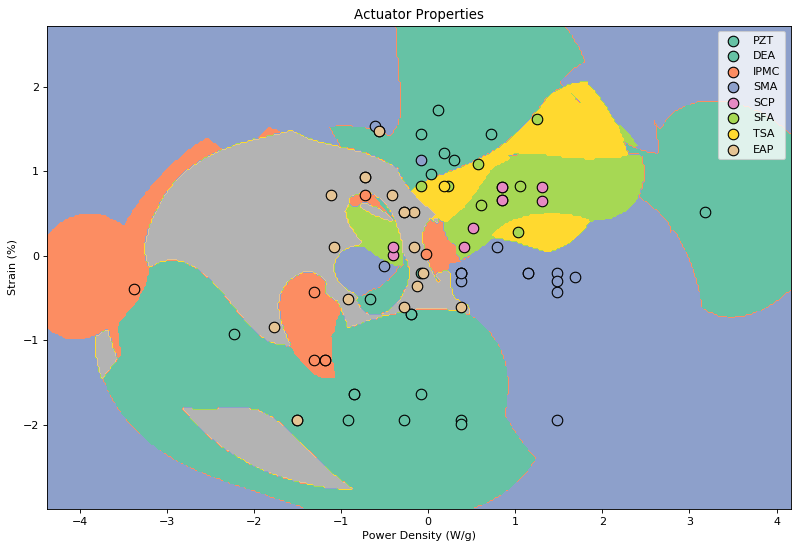 Actuator Properties
PZT
DEA
IPMC
SMA
SCP
SFA
TSA
EAP
Strain (%)
2
1
0
−1
−2
−4
−3
−2
−1
0
1
2
3
4
Power Density (W/g)